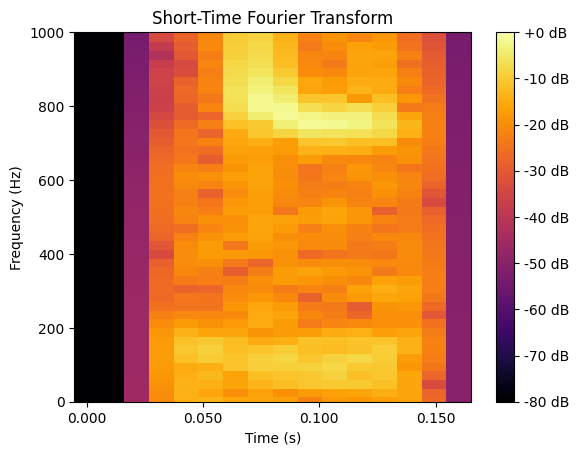 Short-Time Fourier Transform
Frequency (Hz)
1000
800
600
400
200
0
0.000
0.050
0.100
0.150
Time (s)
+0 dB
-10 dB
-20 dB
-30 dB
-40 dB
-50 dB
-60 dB
-70 dB
-80 dB